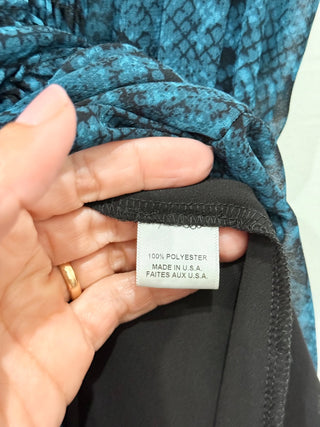 100% POLYESTER
MADE IN U.S.A.
FAITES AUX U.S.A.